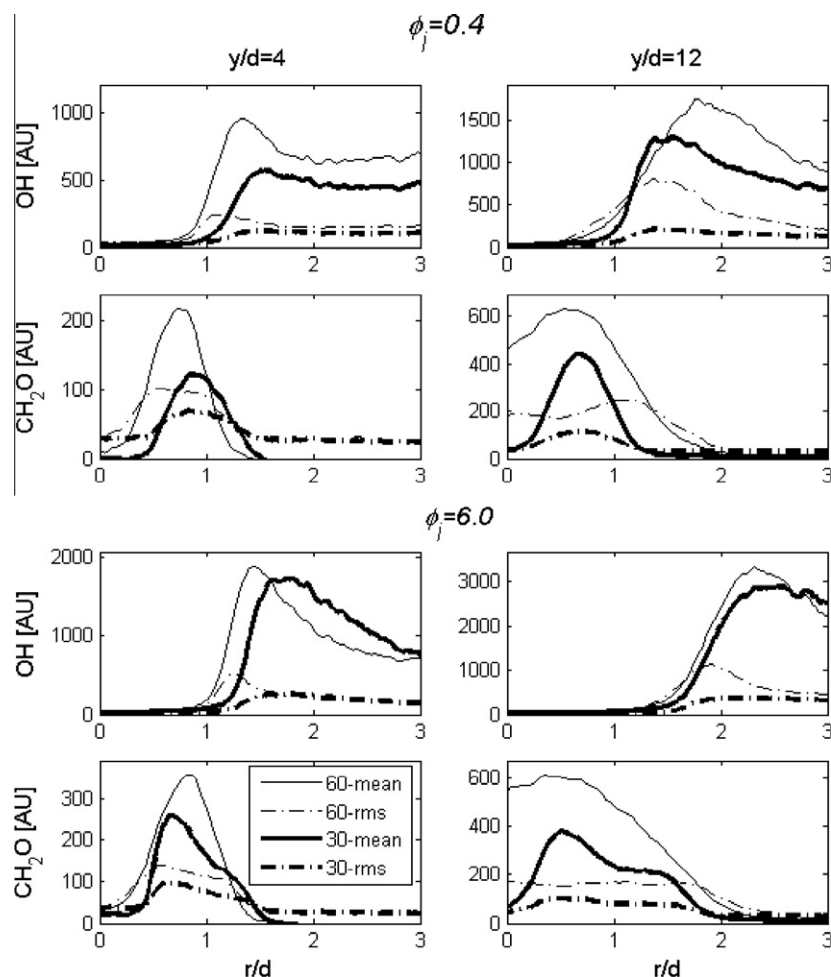 ϕj=0.4
y/d=4 y/d=12
OH [AU]
1000
500
0
0 1 2 3
1500
1000
500
0
0 1 2 3
CH2O [AU]
200
100
0
0 1 2 3
600
400
200
0
0 1 2 3
ϕj=6.0
OH [AU]
2000
1000
0
0 1 2 3
3000
2000
1000
0
0 1 2 3
CH2O [AU]
300
200
100
0
0 1 2 3
r/d
60-mean
60-rms
30-mean
30-rms
600
400
200
0
0 1 2 3
r/d